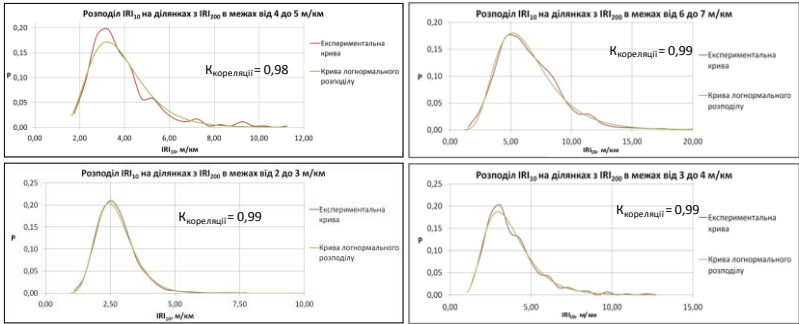 Розподіл IRI10 на ділянках з IRI200 в межах від 4 до 5 м/км
0,20
0,15
0,10
0,05
0,00
P
0,00 2,00 4,00 6,00 8,00 10,00 12,00
IRI10, м/км
Ккореляції = 0,98
Експериментальна
крива
Крива логнормального
розподілу
Розподіл IRI10 на ділянках з IRI200 в межах від 6 до 7 м/км
0,20
0,15
0,10
0,05
0,00
P
0,00 5,00 10,00 15,00 20,00
IRI10, м/км
Ккореляції = 0,99
Експериментальна
крива
Крива логнормального
розподілу
Розподіл IRI10 на ділянках з IRI200 в межах від 2 до 3 м/км
0,25
0,20
0,15
0,10
0,05
0,00
P
0,00 2,50 5,00 7,50 10,00
IRI10, м/км
Ккореляції = 0,99
Експериментальна
крива
Крива логнормального
розподілу
Розподіл IRI10 на ділянках з IRI200 в межах від 3 до 4 м/км
0,25
0,20
0,15
0,10
0,05
0,00
P
0,00 5,00 10,00 15,00
IRI10, м/км
Ккореляції = 0,99
Експериментальна
крива
Крива логнормального
розподілу